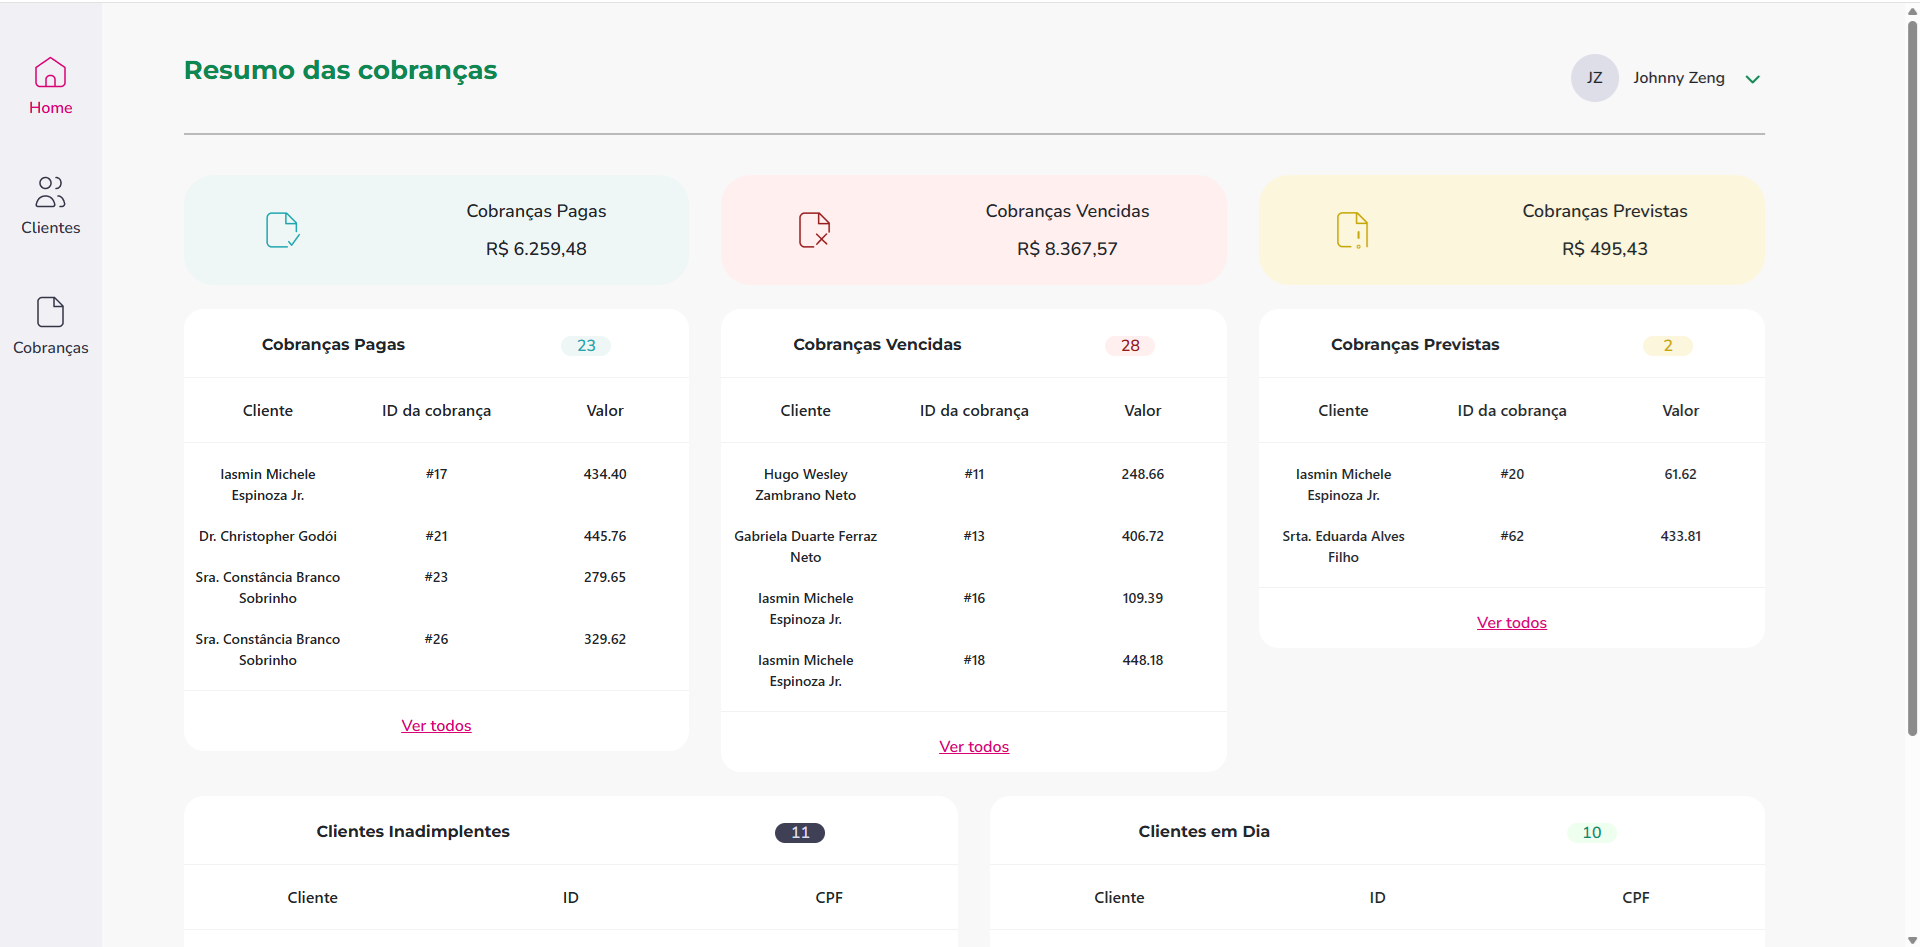 Home
Clientes
Cobranças
Resumo das cobranças
JZ Johnny Zeng
Cobranças Pagas
R$ 6.259,48
Cobranças Vencidas
R$ 8.367,57
Cobranças Previstas
R$ 495,43
Cobranças Pagas 23
Cliente ID da cobrança Valor
Iasmin Michele #17 434.40
Espinoza Jr.
Dr. Christopher Godói #21 445.76
Sra. Constância Branco #23 279.65
Sobrinho
Sra. Constância Branco #26 329.62
Sobrinho
Ver todos
Cobranças Vencidas 28
Cliente ID da cobrança Valor
Hugo Wesley #11 248.66
Zambrano Neto
Gabriela Duarte Ferraz #13 406.72
Neto
Iasmin Michele #16 109.39
Espinoza Jr.
Iasmin Michele #18 448.18
Espinoza Jr.
Ver todos
Cobranças Previstas 2
Cliente ID da cobrança Valor
Iasmin Michele #20 61.62
Espinoza Jr.
Srta. Eduarda Alves #62 433.81
Filho
Ver todos
Clientes Inadimplentes 11
Cliente ID CPF
Clientes em Dia 10
Cliente ID CPF